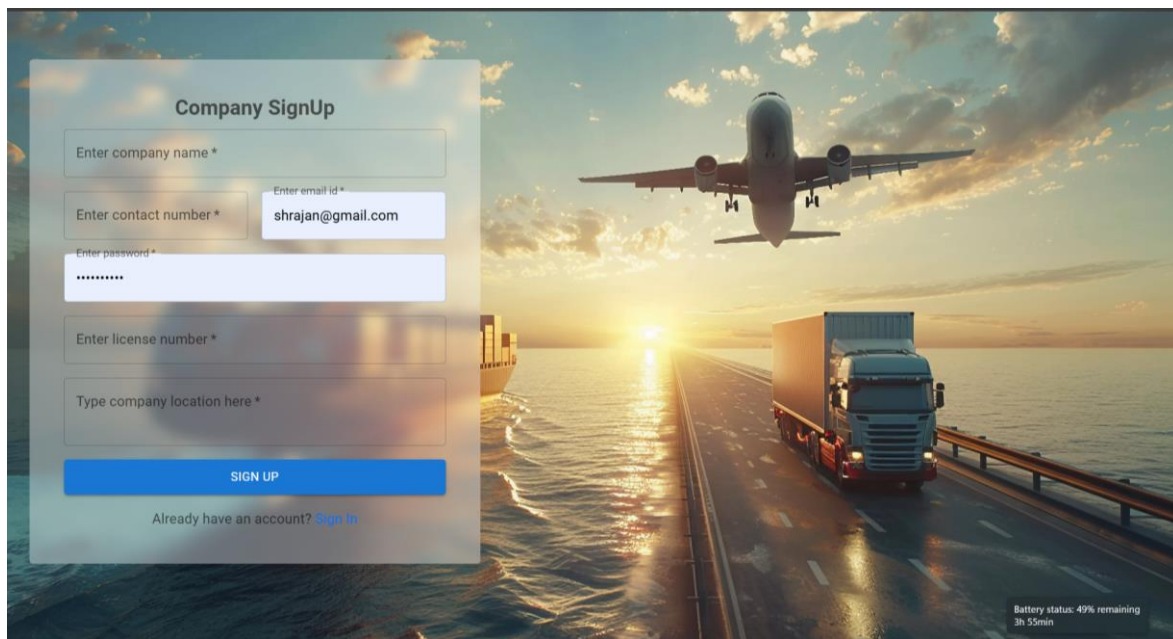 Company SignUp
Enter company name *
Enter contact number *
Enter email id *
shrajan@gmail.com
Enter password *
••••••••••
Enter license number *
Type company location here *
SIGN UP
Already have an account? Sign In
Battery status: 49% remaining
3h 55min